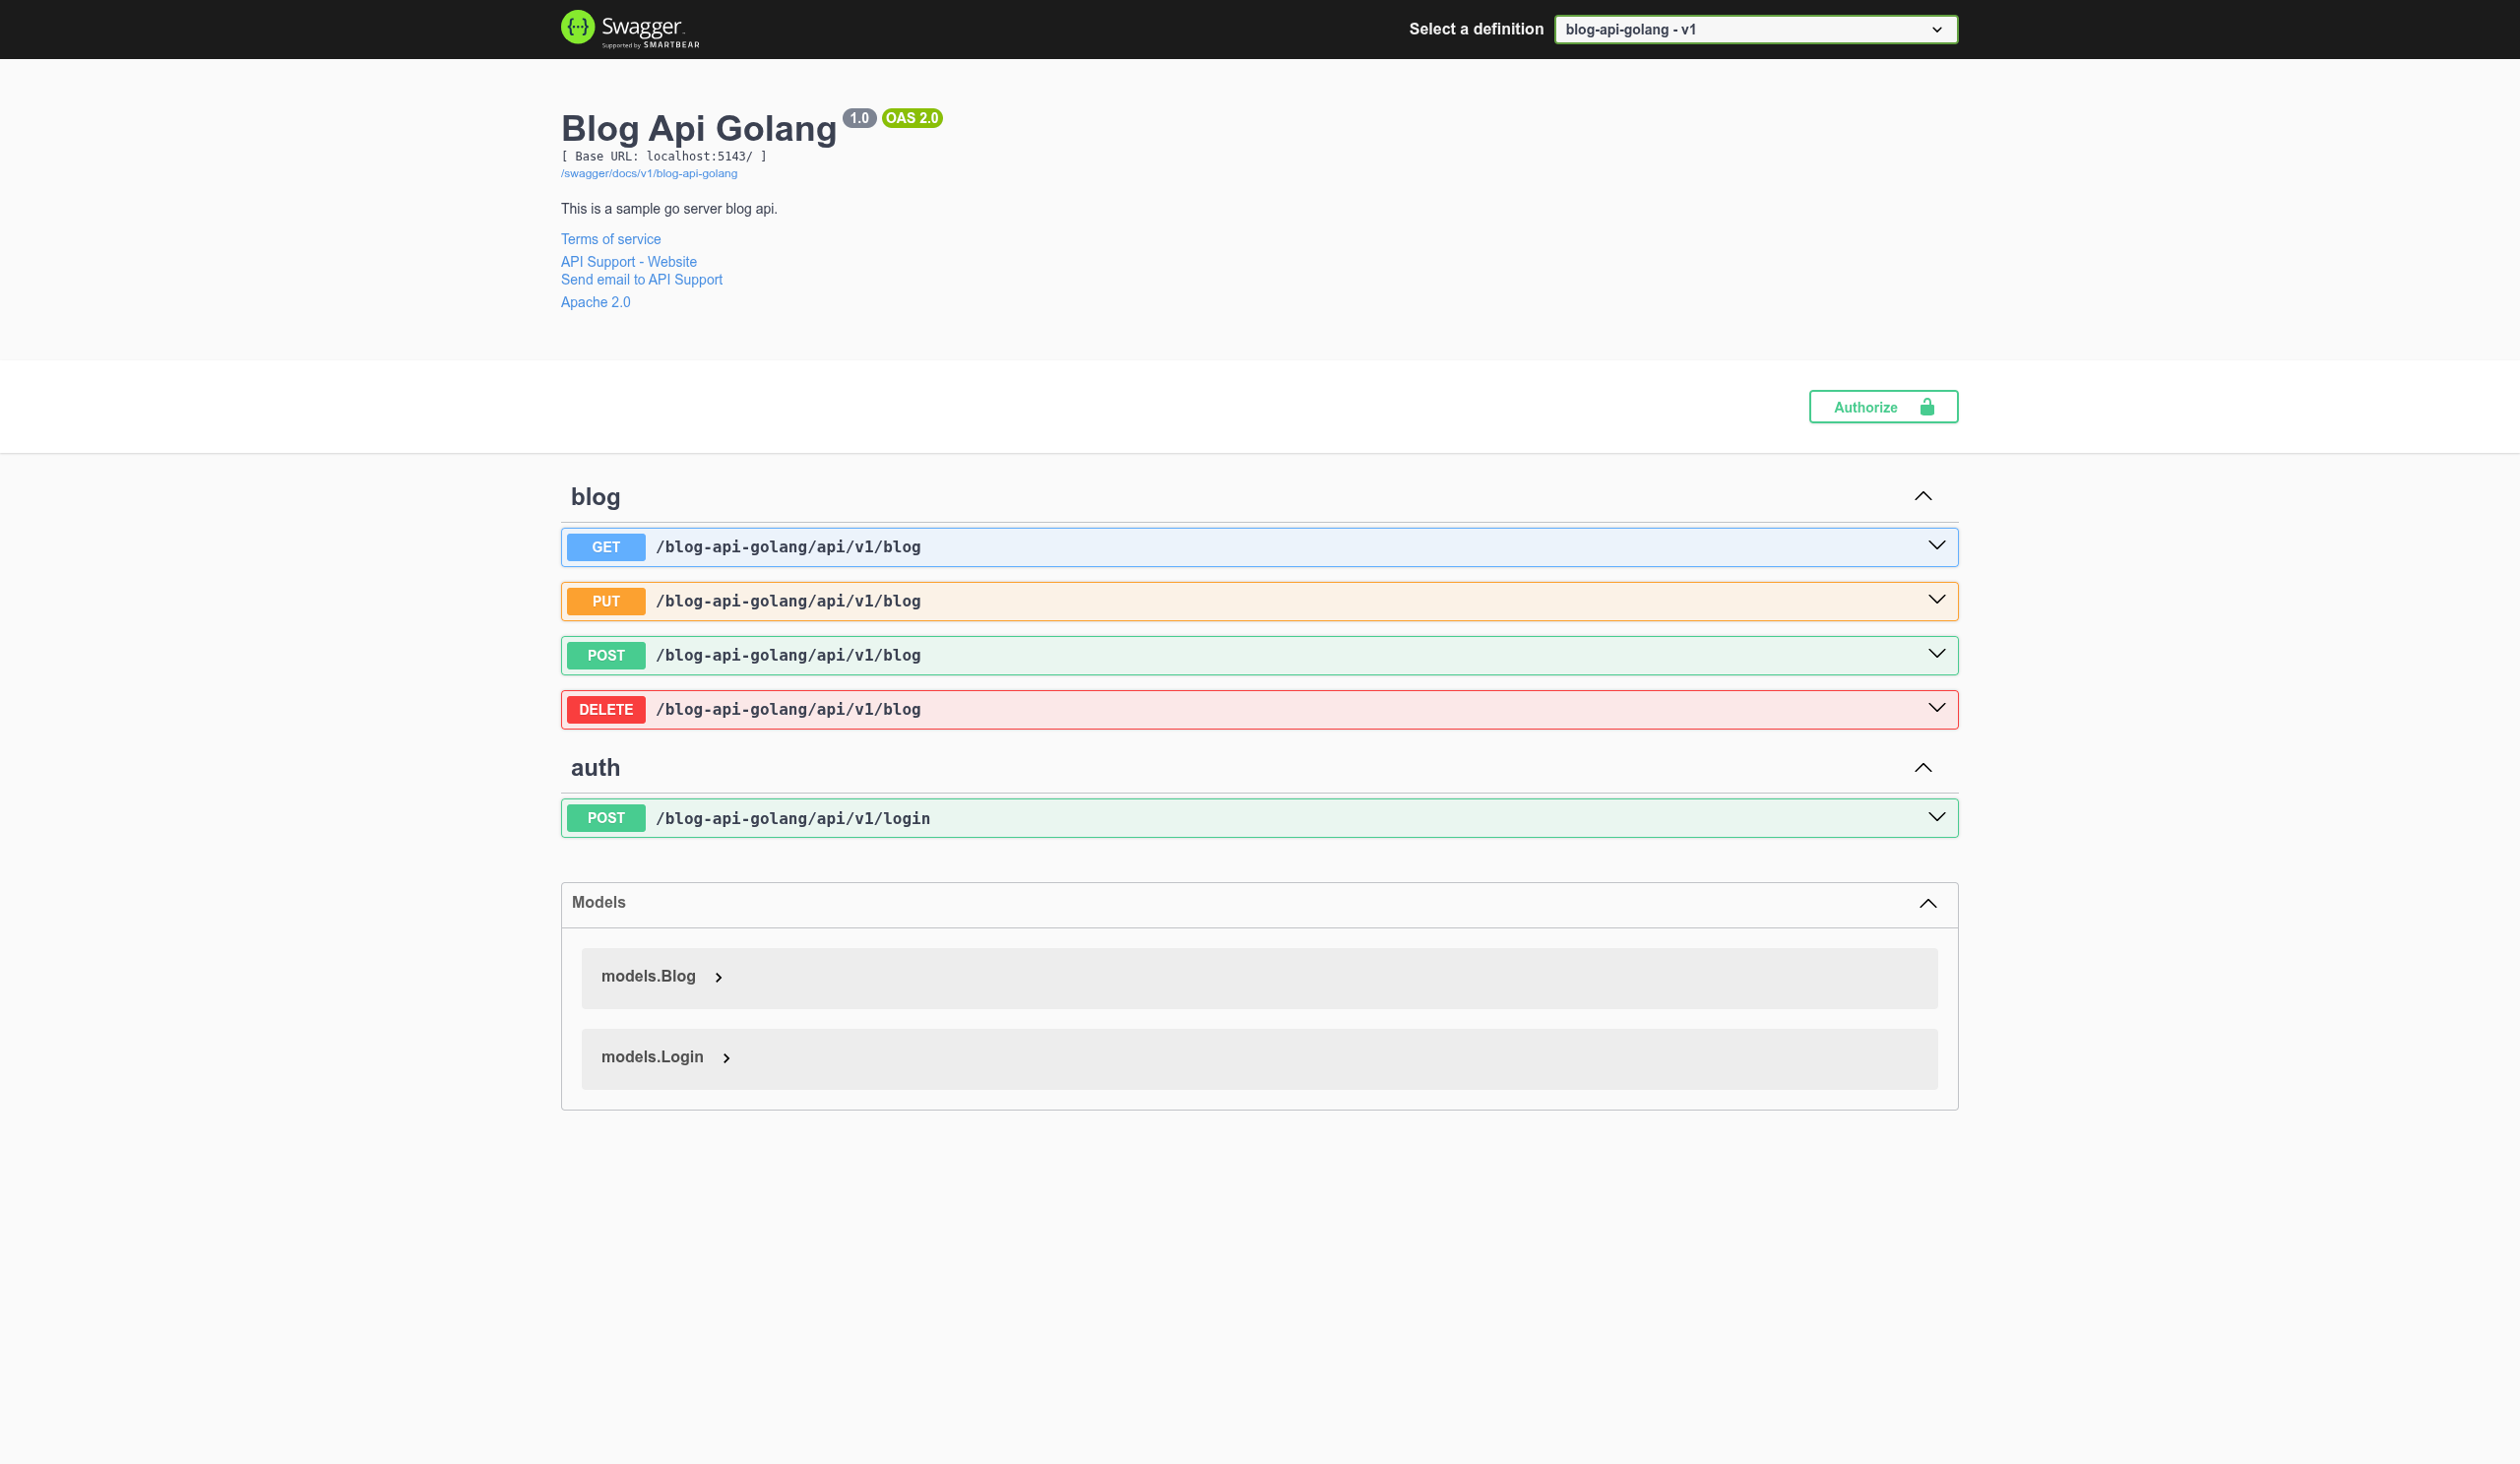 Swagger
Supported by SMARTBEAR
Select a definition
blog-api-golang - v1
Blog Api Golang 1.0 OAS 2.0
[ Base URL: localhost:5143/ ]
/swagger/docs/v1/blog-api-golang
This is a sample go server blog api.
Terms of service
API Support - Website
Send email to API Support
Apache 2.0
Authorize
blog
GET /blog-api-golang/api/v1/blog
PUT /blog-api-golang/api/v1/blog
POST /blog-api-golang/api/v1/blog
DELETE /blog-api-golang/api/v1/blog
auth
POST /blog-api-golang/api/v1/login
Models
models.Blog
models.Login